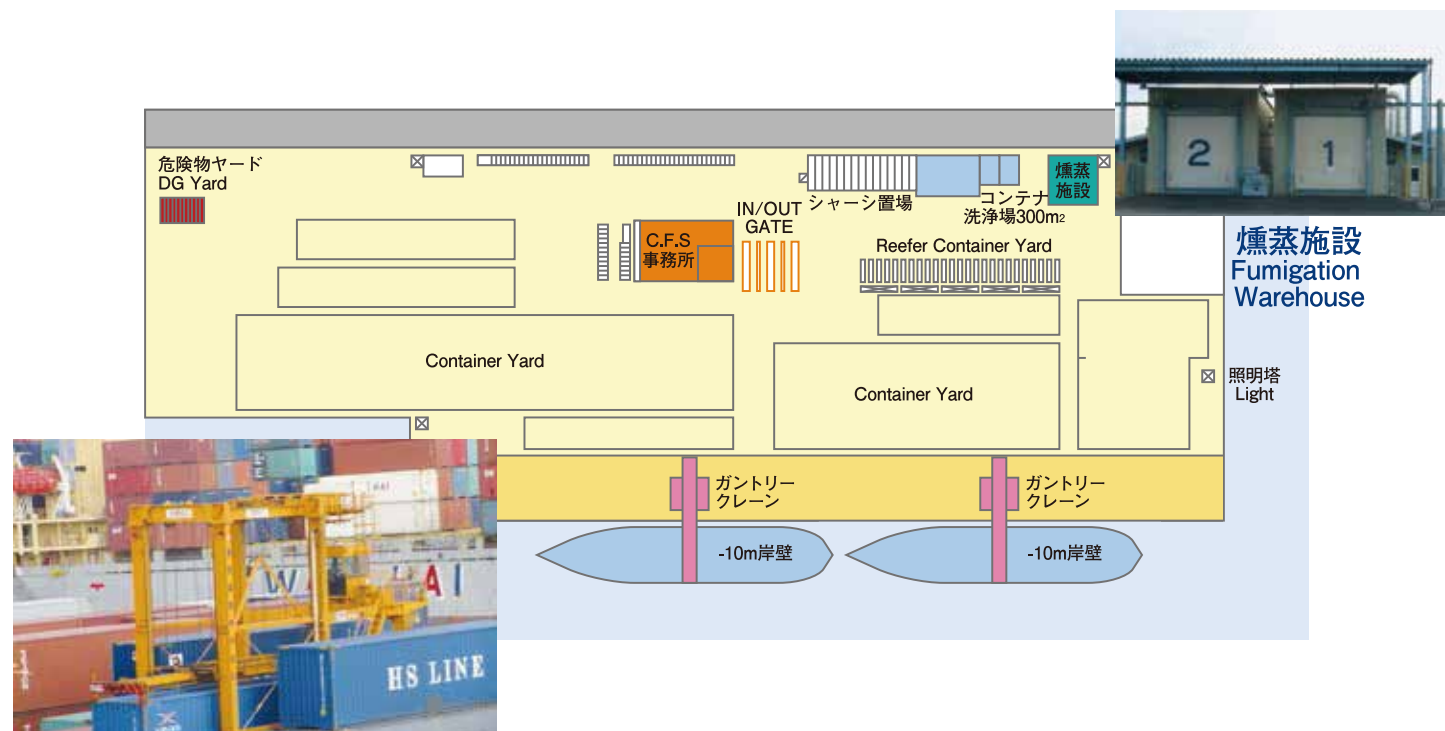 危険物ヤード
DG Yard
C.F.S
事務所
IN/OUT
GATE
シャーシ置場
コンテナ
洗浄場300m2
燻蒸
施設
2
1
燻蒸施設
Fumigation
Warehouse
Reefer Container Yard
Container Yard
Container Yard
照明塔
Light
ガントリー
クレーン
ガントリー
クレーン
-10m岸壁
-10m岸壁
WAN HAI
HS LINE